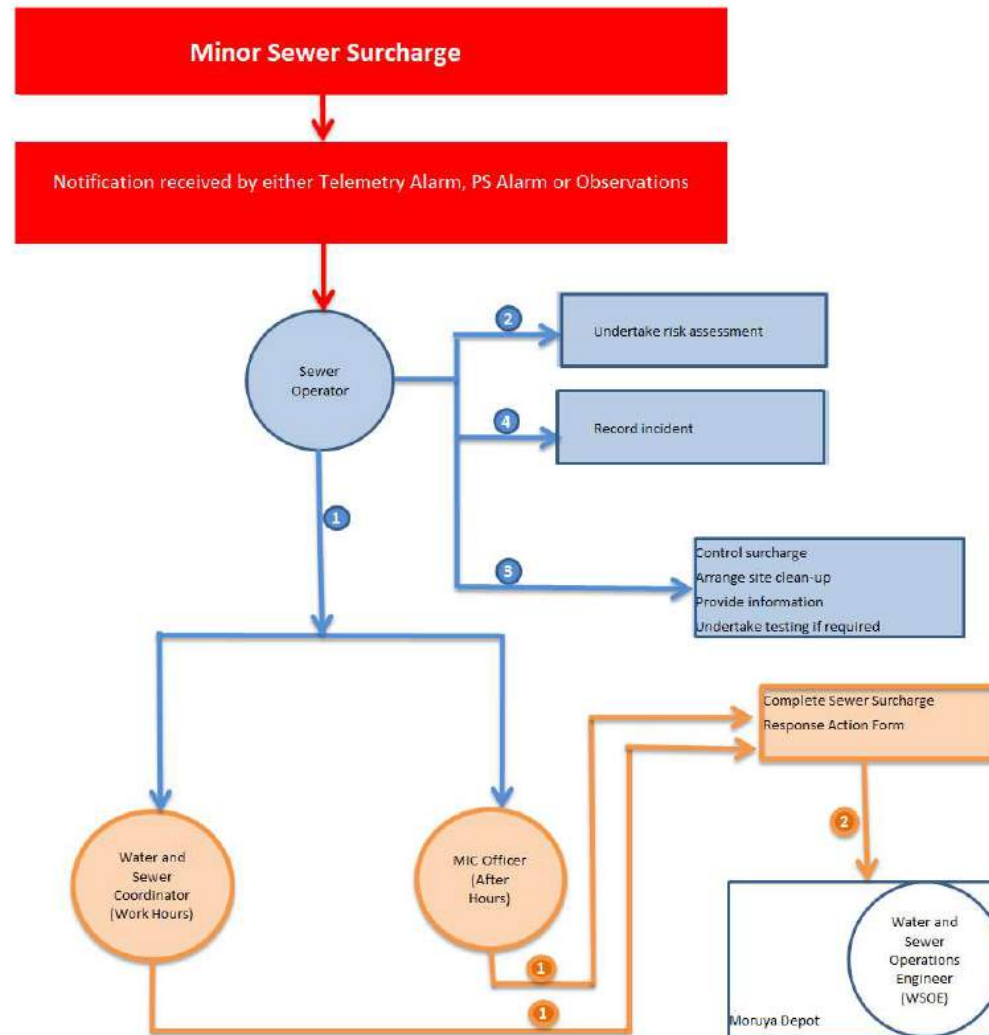 Minor Sewer Surcharge
Notification received by either Telemetry Alarm, PS Alarm or Observations
2
Undertake risk assessment
Sewer
Operator
4
Record incident
1
3
Control surcharge
Arrange site clean-up
Provide information
Undertake testing if required
Complete Sewer Surcharge
Response Action Form
2
Water and
Sewer
Coordinator
(Work Hours)
MIC Officer
(After
Hours)
1
1
Water and
Sewer
Operations
Engineer
(WSOE)
Moruya Depot